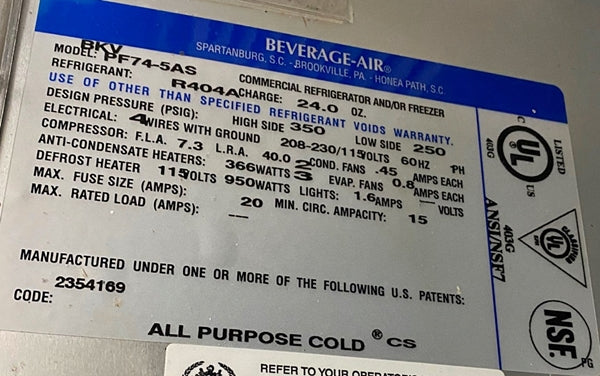 BEVERAGE-AIR®
SPARTANBURG, S.C. - BROOKVILLE, PA - HONEA PATH, S.C.
BKV
MODEL: PF74-5AS COMMERCIAL REFRIGERATOR AND/OR FREEZER
REFRIGERANT: R404A CHARGE: 24.0 OZ.
USE OF OTHER THAN SPECIFIED REFRIGERANT VOIDS WARRANTY.
DESIGN PRESSURE (PSIG): HIGH SIDE 350 LOW SIDE 250
ELECTRICAL: 4 WIRES WITH GROUND 208-230/115 VOLTS 60HZ 1 PH
COMPRESSOR: F.L.A. 7.3 L.R.A. 40.0 2 COND. FANS .45 AMPS EACH
ANTI-CONDENSATE HEATERS: 366 WATTS 3 EVAP. FANS 0.8 AMPS EACH
DEFROST HEATER 115 VOLTS 950 WATTS LIGHTS: 1.6 AMPS — VOLTS
MAX. FUSE SIZE (AMPS): 20 MIN. CIRC. AMPACITY: 15
MAX. RATED LOAD (AMPS): —
MANUFACTURED UNDER ONE OR MORE OF THE FOLLOWING U.S. PATENTS:
2354169
CODE:
ALL PURPOSE COLD ® CS
C UL US
LISTED
403G
ANSI/NSF7
403G
UL
NSF.
PG
REFER TO YOUR